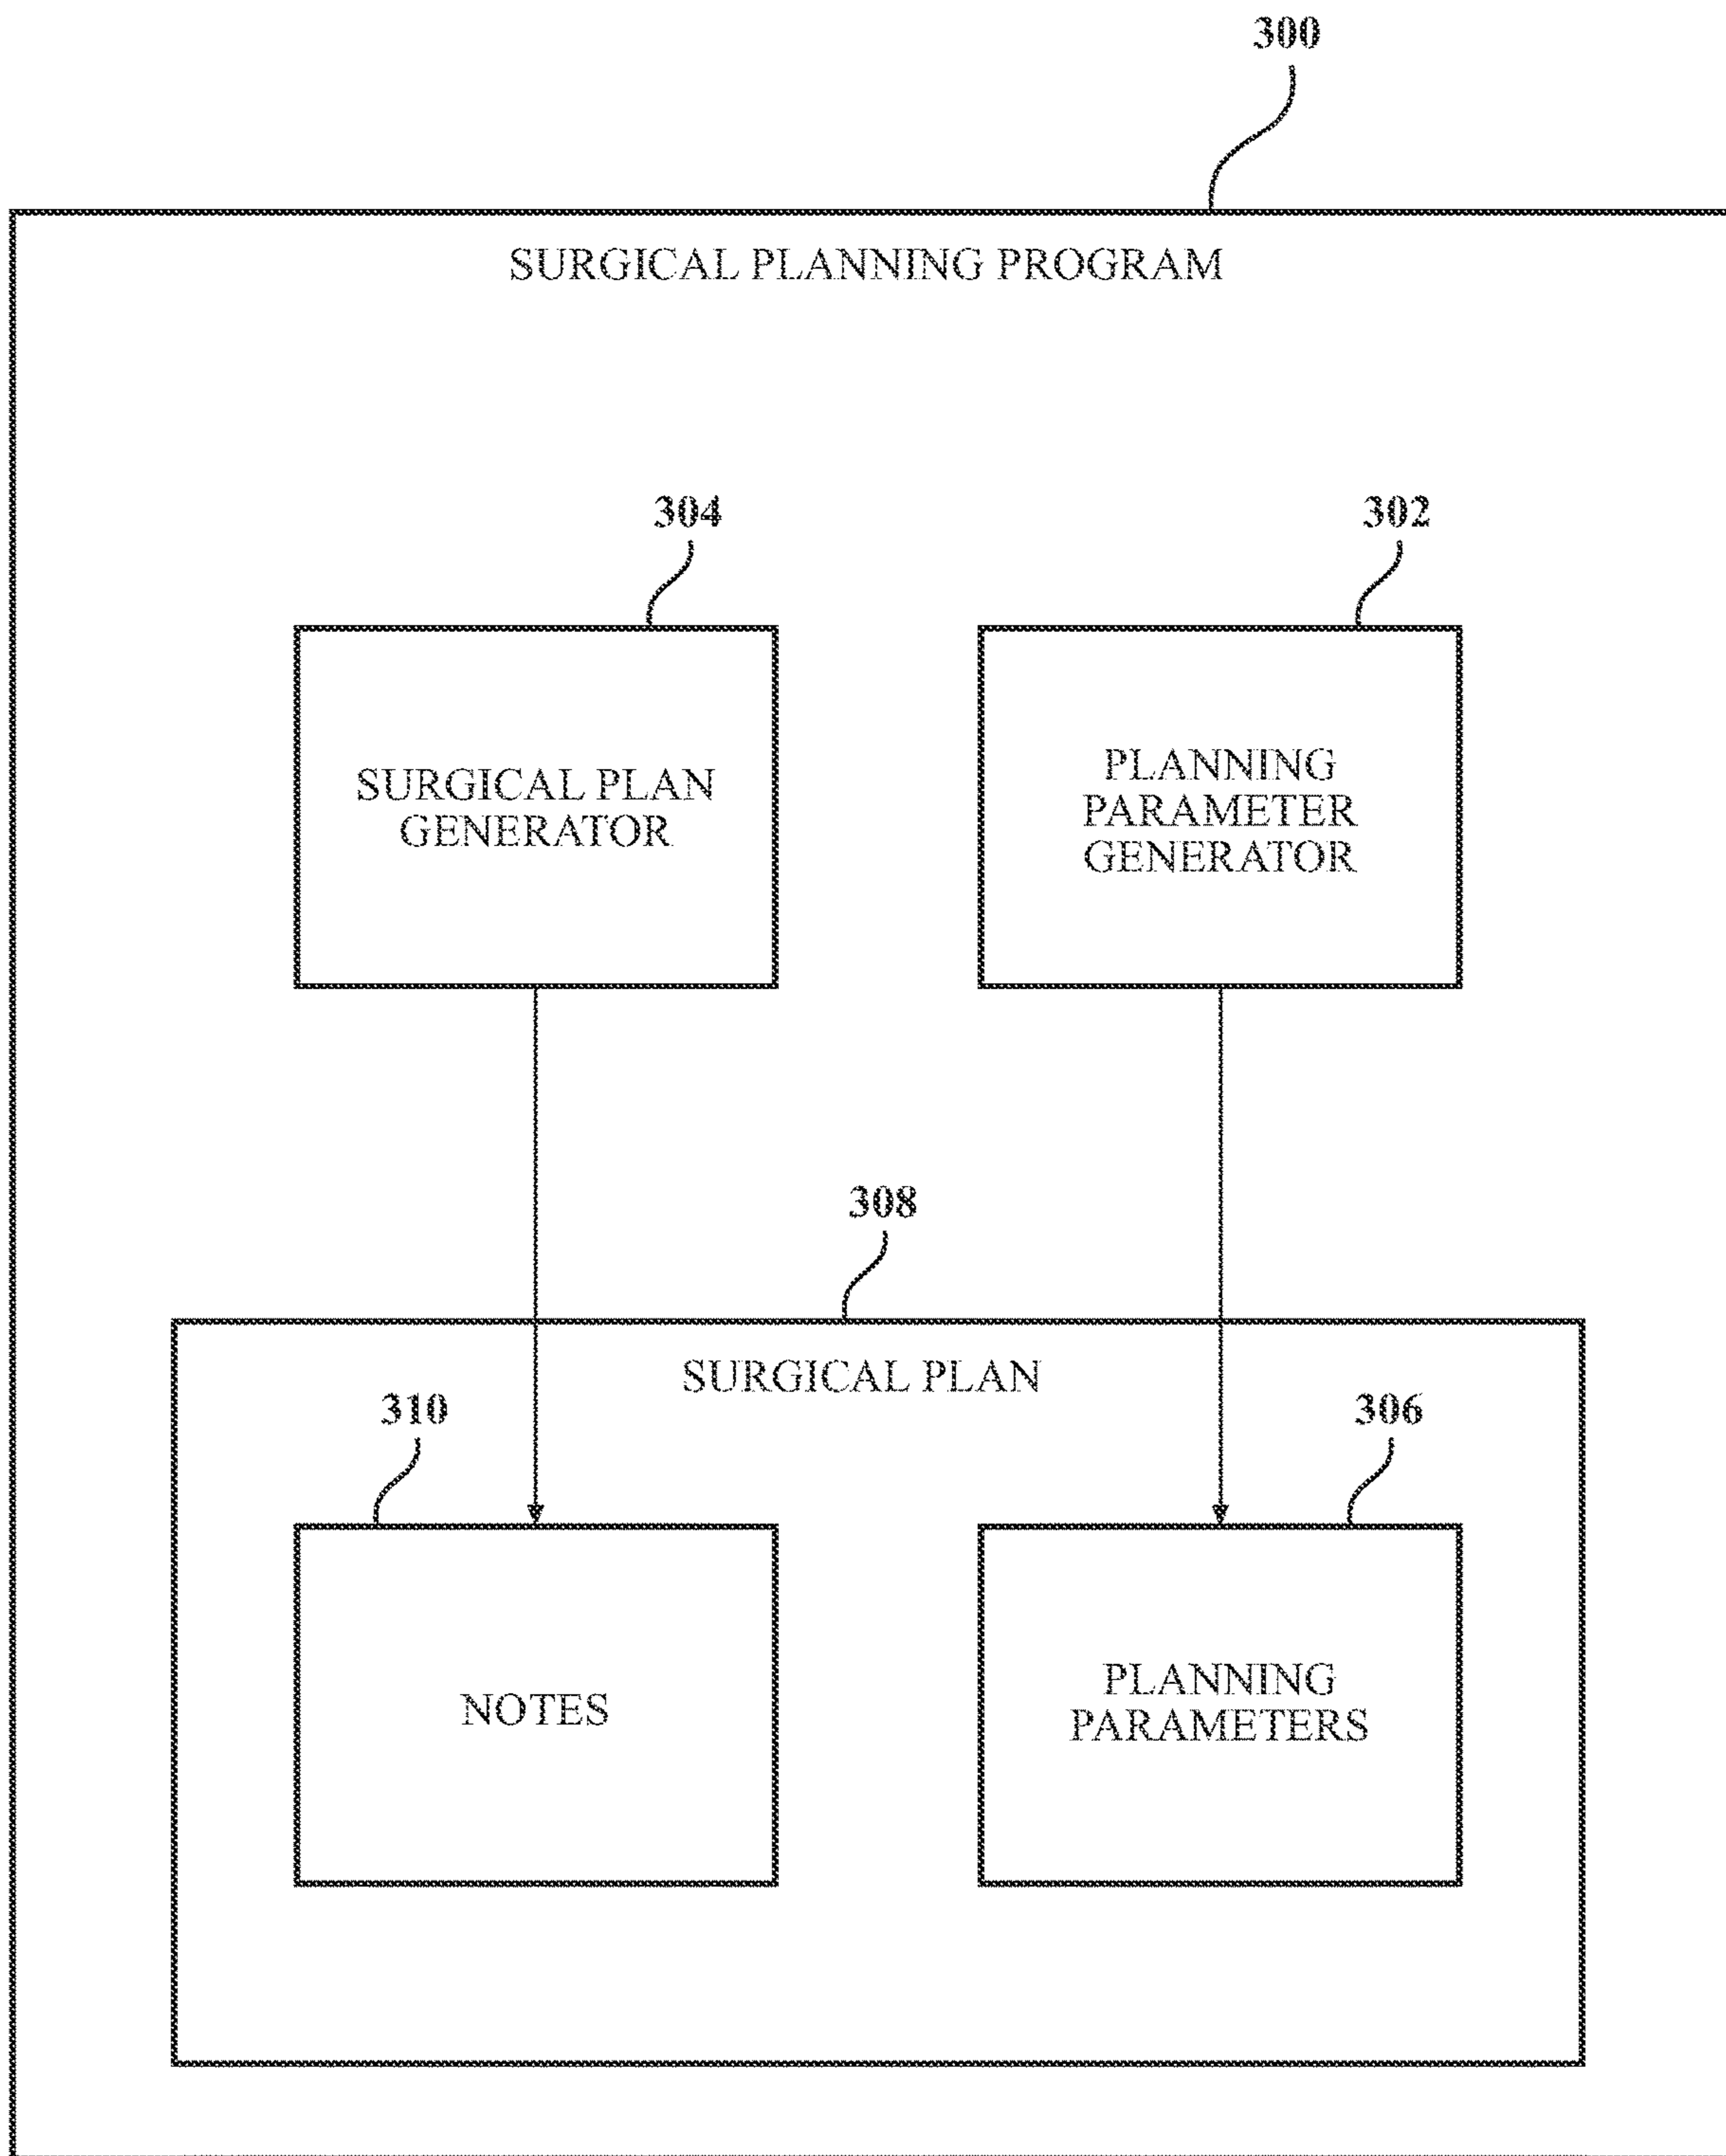 300
SURGICAL PLANNING PROGRAM
304
302
SURGICAL PLAN
GENERATOR
PLANNING
PARAMETER
GENERATOR
308
SURGICAL PLAN
310
306
NOTES
PLANNING
PARAMETERS